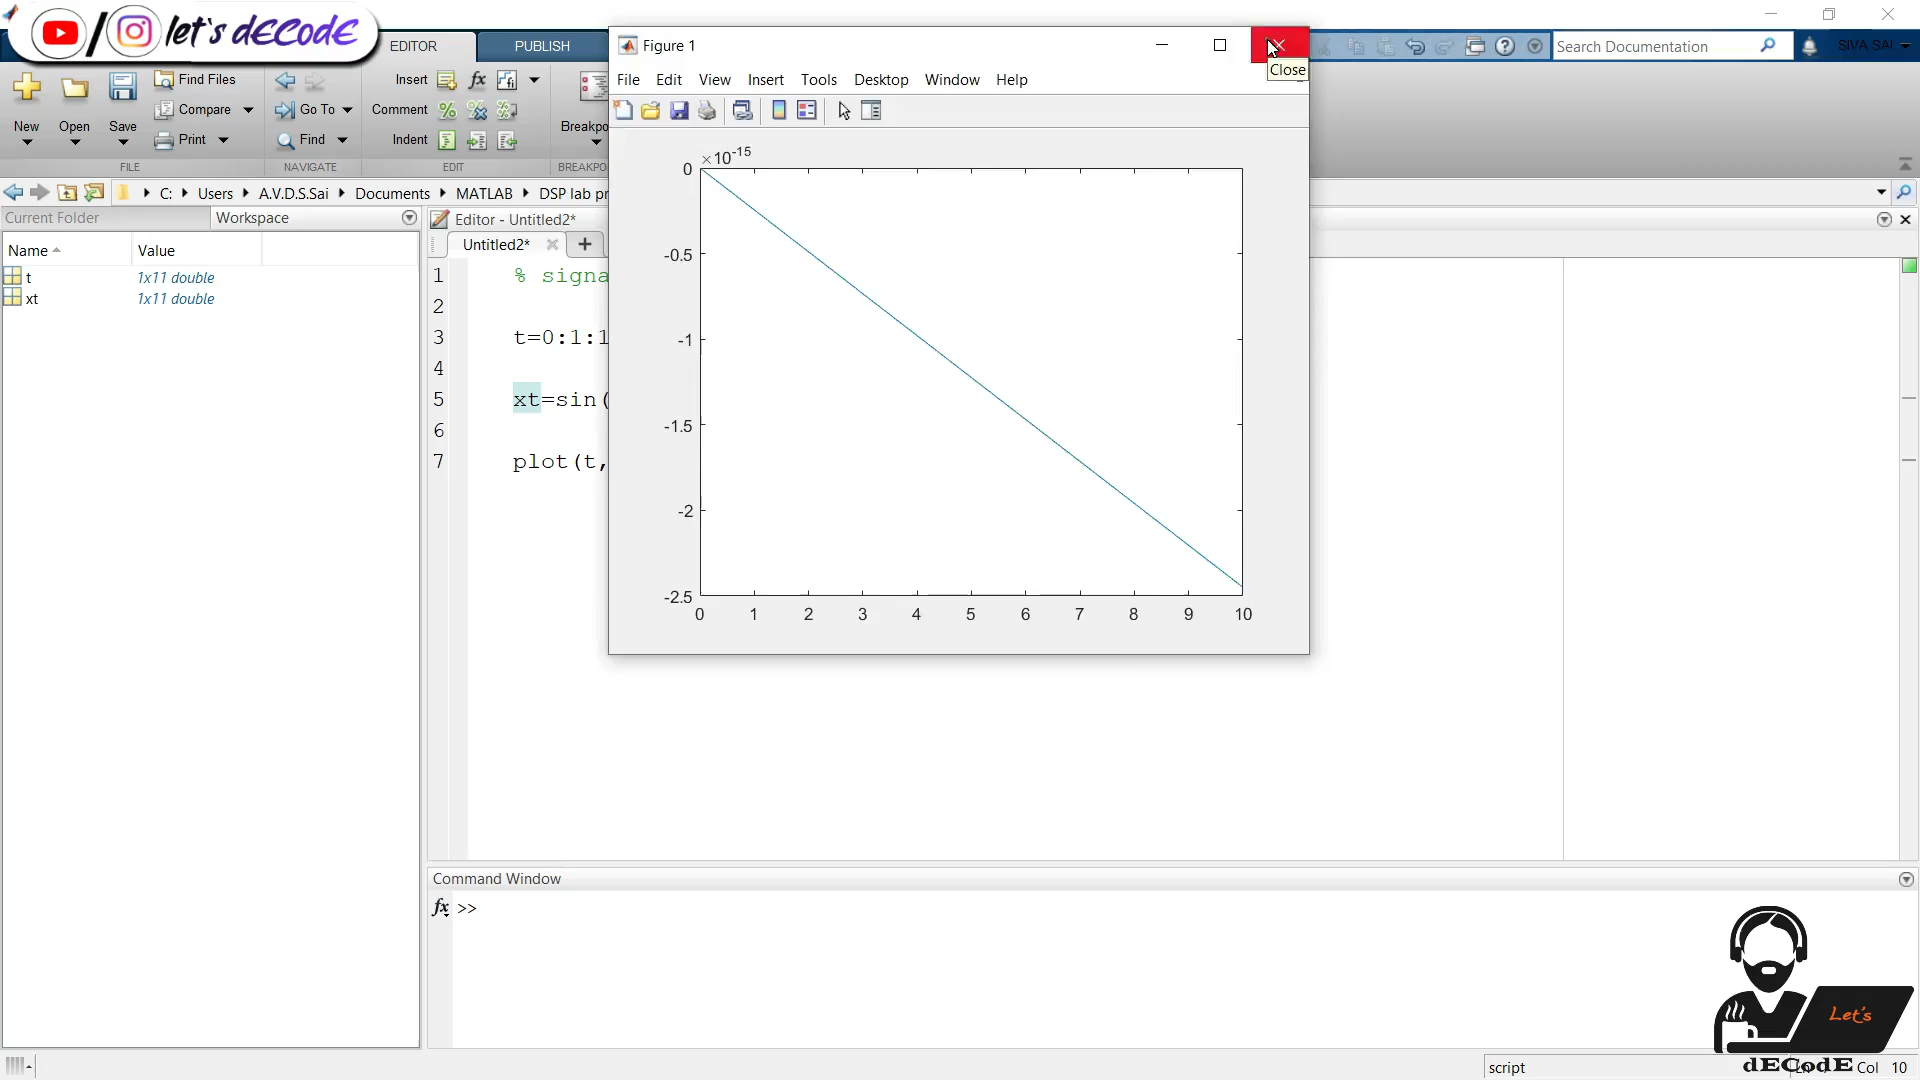 let's dECodE
EDITOR
PUBLISH
Search Documentation
SIVA SAI
New
Open
Save
Find Files
Compare
Print
FILE
Go To
Find
NAVIGATE
Insert
fx
Comment
Indent
EDIT
Breakpo
BREAKPO
C:
Users
A.V.D.S.Sai
Documents
MATLAB
DSP lab pr
Current Folder
Workspace
Name
Value
t
1x11 double
xt
1x11 double
Editor - Untitled2*
Untitled2*
1 % signa
2
3 t=0:1:1
4
5 xt=sin(
6
7 plot(t,
Figure 1
Close
File Edit View Insert Tools Desktop Window Help
×10-15
0
-0.5
-1
-1.5
-2
-2.5
0 1 2 3 4 5 6 7 8 9 10
Command Window
fx >>
Let's
dECodE
script
Col 10